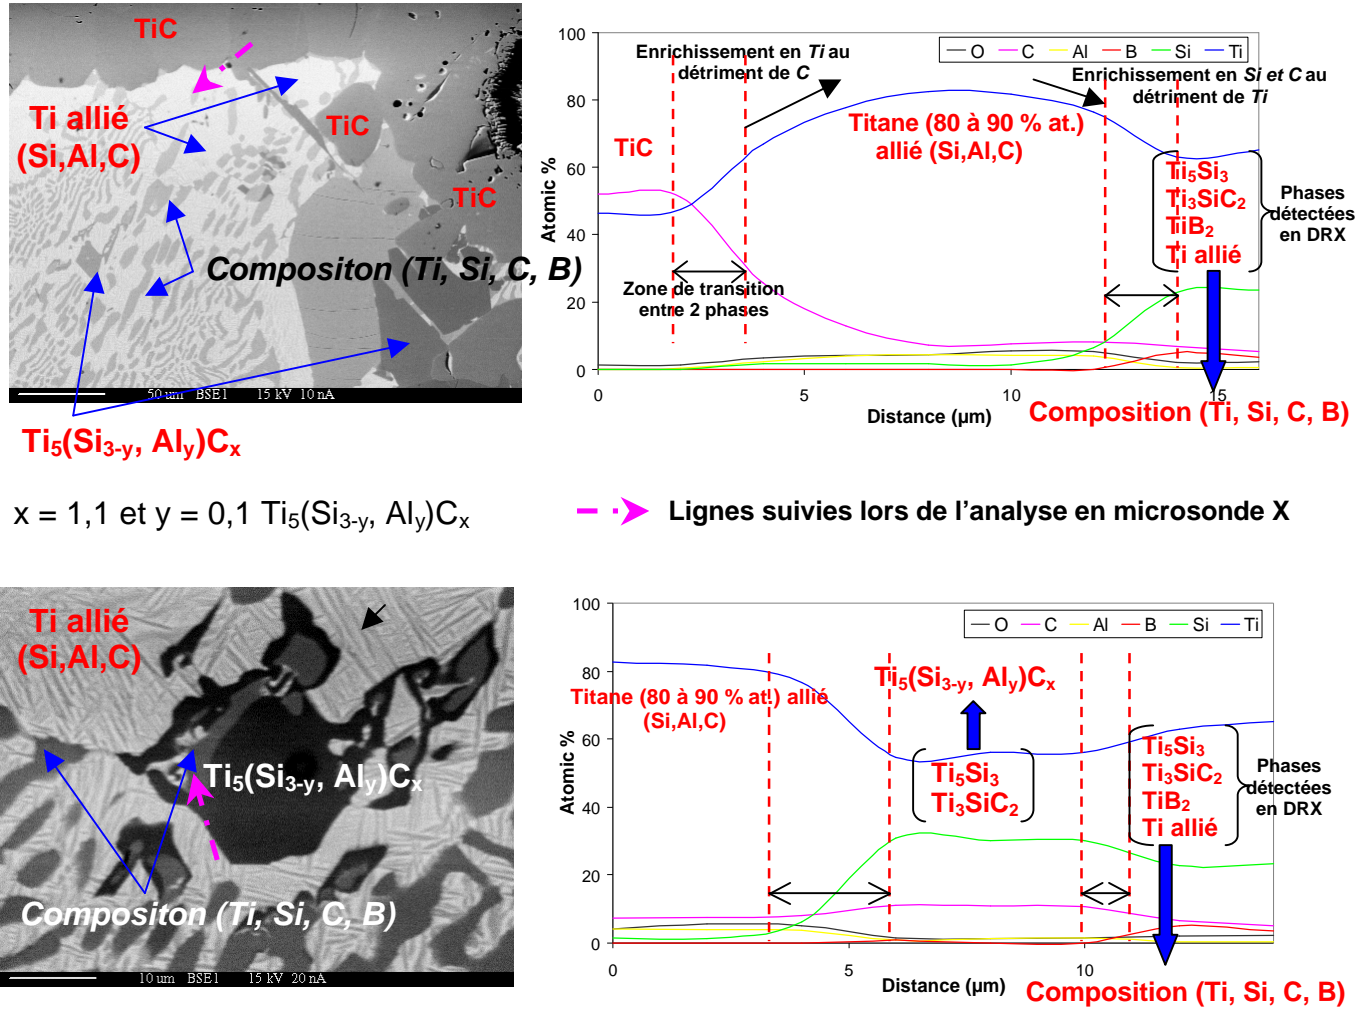 TiC
Ti allié
(Si,Al,C)
TiC
TiC
Compositon (Ti, Si, C, B)
50 um BSE1 15 kV 10 nA
Ti5(Si3-y, Aly)Cx
100
80
60
40
20
0
Atomic %
Enrichissement en Ti au
détriment de C
O C Al B Si Ti
Enrichissement en Si et C au
détriment de Ti
TiC
Titane (80 à 90 % at.)
allié (Si,Al,C)
Ti5Si3
Ti3SiC2
TiB2
Ti allié
Phases
détectées
en DRX
Zone de transition
entre 2 phases
0 5 10 15
Distance (µm)
Composition (Ti, Si, C, B)
x = 1,1 et y = 0,1 Ti5(Si3-y, Aly)Cx
Lignes suivies lors de l'analyse en microsonde X
Ti allié
(Si,Al,C)
Ti5(Si3-y, Aly)Cx
Compositon (Ti, Si, C, B)
10 um BSE1 15 kV 20 nA
100
80
60
40
20
0
Atomic %
O C Al B Si Ti
Titane (80 à 90 % at.) allié
(Si,Al,C)
Ti5(Si3-y, Aly)Cx
Ti5Si3
Ti3SiC2
Ti5Si3
Ti3SiC2
TiB2
Ti allié
Phases
détectées
en DRX
0 5 10
Distance (µm)
Composition (Ti, Si, C, B)